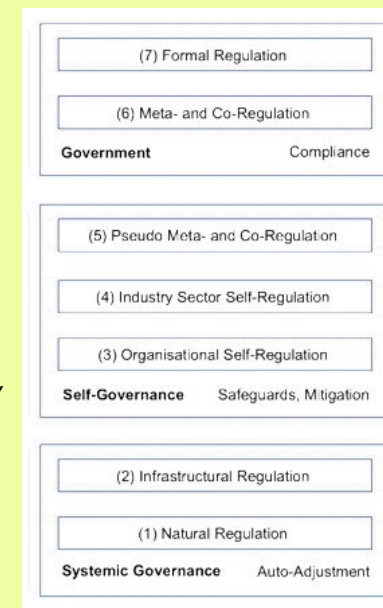 (7) Formal Regulation
(6) Meta- and Co-Regulation
Government Compliance
(5) Pseudo Meta- and Co-Regulation
(4) Industry Sector Self-Regulation
(3) Organisational Self-Regulation
Self-Governance Safeguards, Mitigation
(2) Infrastructural Regulation
(1) Natural Regulation
Systemic Governance Auto-Adjustment